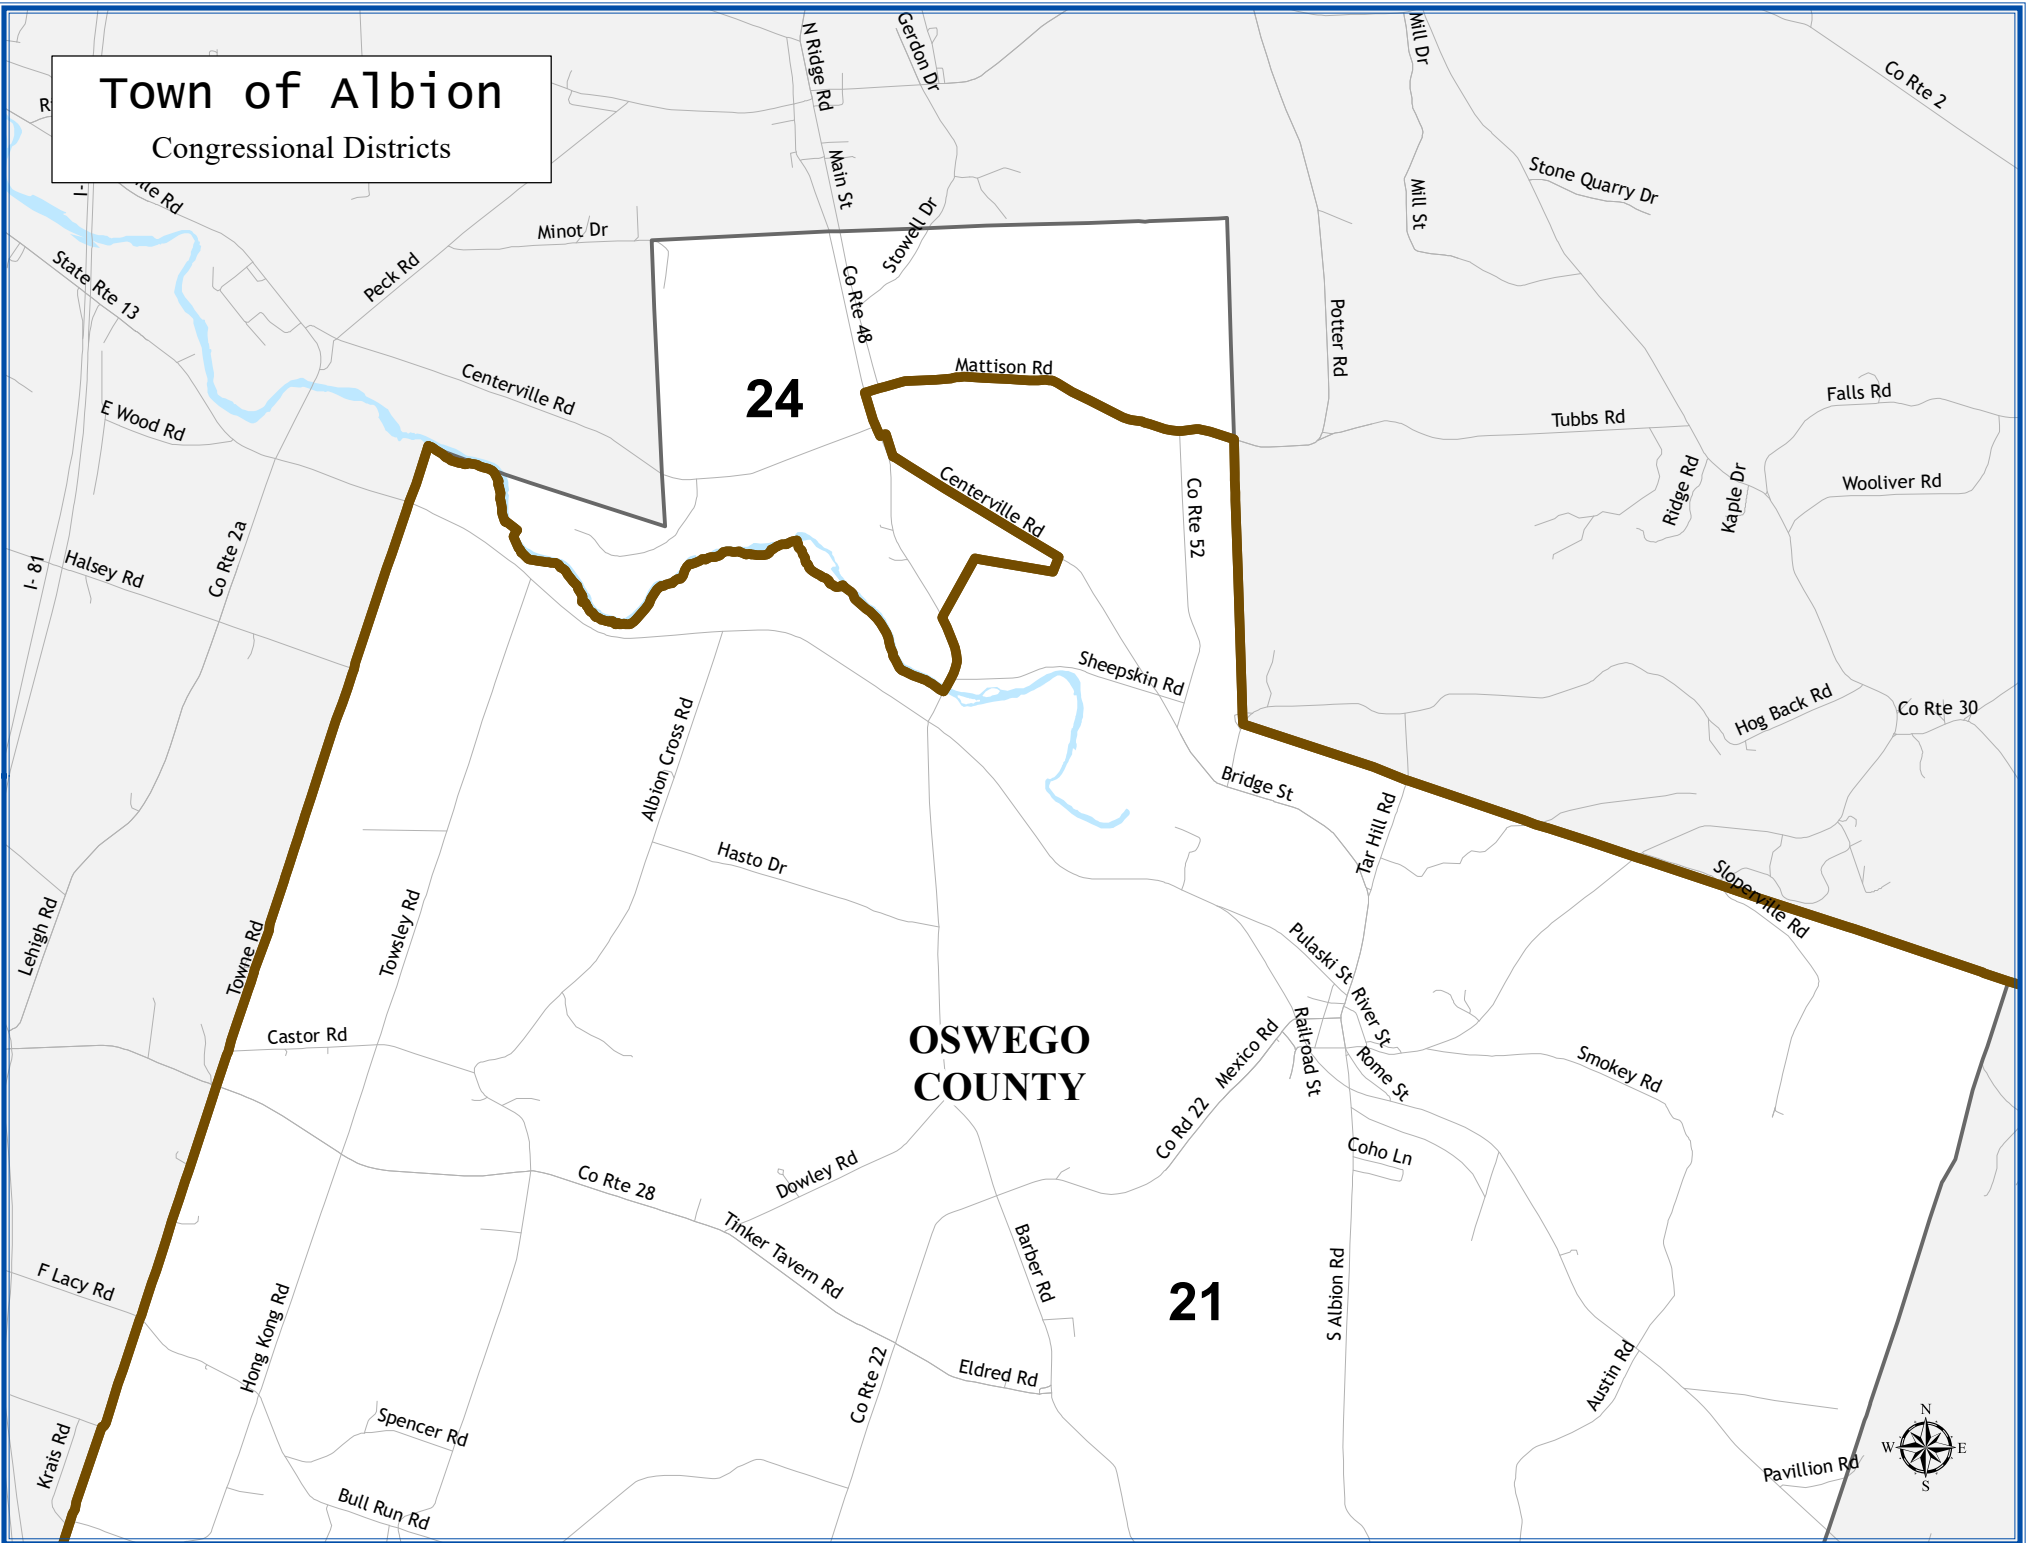 Town of Albion
Congressional Districts
N Ridge Rd
Gerdon Dr
Mill Dr
Co Rte 2
Main St
Stone Quarry Dr
Mill St
Minot Dr
Stowell Dr
State Rte 13
Peck Rd
Co Rte 48
Potter Rd
Mattison Rd
Centerville Rd
24
E Wood Rd
Falls Rd
Tubbs Rd
Ridge Rd
Kaple Dr
Wooliver Rd
Centerville Rd
Co Rte 52
Halsey Rd
Co Rte 2a
I- 81
Sheepskin Rd
Hog Back Rd
Co Rte 30
Albion Cross Rd
Bridge St
Tar Hill Rd
Hasto Dr
Sloperville Rd
Lehigh Rd
Towne Rd
Towsley Rd
Pulaski St
River St
Castor Rd
OSWEGO
COUNTY
Mexico Rd
Railroad St
Rome St
Smokey Rd
Co Rd 22
Coho Ln
Dowley Rd
Co Rte 28
Tinker Tavern Rd
Barber Rd
F Lacy Rd
Hong Kong Rd
21
S Albion Rd
Eldred Rd
Co Rte 22
Austin Rd
Krais Rd
Spencer Rd
Bull Run Rd
Pavillion Rd
N
W E
S